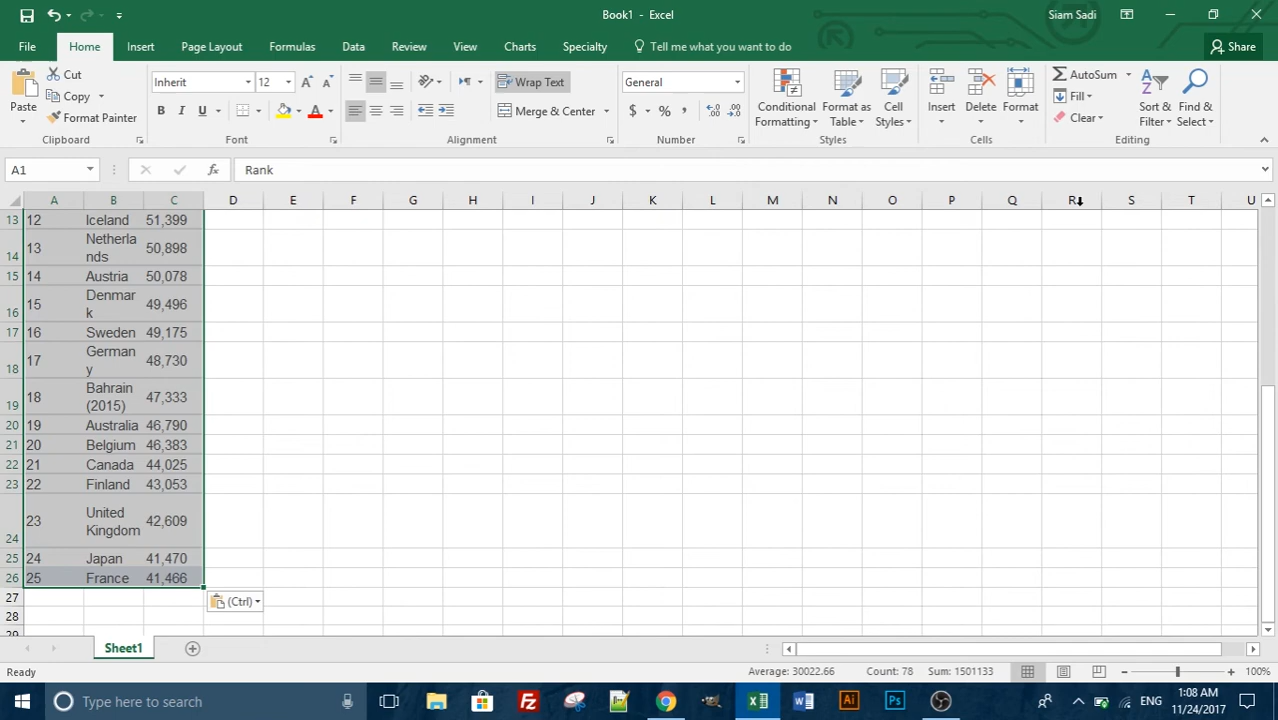 Book1 - Excel
Siam Sadi
File Home Insert Page Layout Formulas Data Review View Charts Specialty Tell me what you want to do Share
Paste
Cut
Copy
Format Painter
Clipboard
Inherit 12
B I U
Font
Wrap Text
Merge & Center
Alignment
General
$ % ,
Number
Conditional Formatting
Format as Table
Cell Styles
Styles
Insert
Delete
Format
Cells
AutoSum
Fill
Clear
Sort & Filter
Find & Select
Editing
A1 fx Rank
A B C D E F G H I J K L M N O P Q R S T U
13 12 Iceland 51,399
14 13 Netherla
nds 50,898
15 14 Austria 50,078
16 15 Denmar
k 49,496
17 16 Sweden 49,175
18 17 German
y 48,730
19 18 Bahrain
(2015) 47,333
20 19 Australia 46,790
21 20 Belgium 46,383
22 21 Canada 44,025
23 22 Finland 43,053
24 23 United
Kingdom 42,609
25 24 Japan 41,470
26 25 France 41,466
27 (Ctrl)
28
29
Sheet1
Ready Average: 30022.66 Count: 78 Sum: 1501133 100%
Type here to search
ENG
1:08 AM
11/24/2017